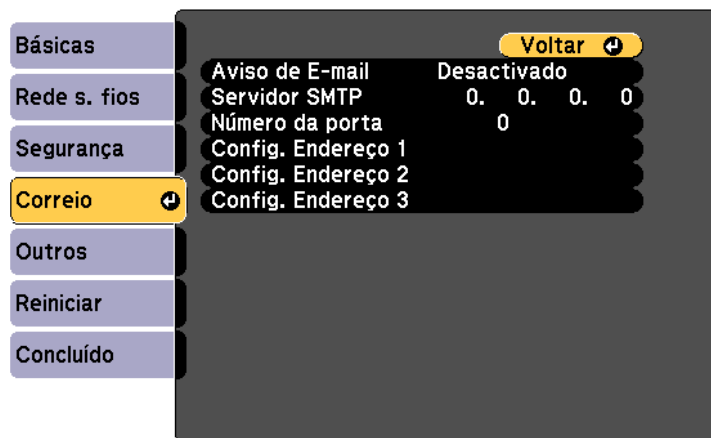 Básicas
Rede s. fios
Segurança
Correio
Outros
Reiniciar
Concluído
Voltar
Aviso de E-mail Desactivado
Servidor SMTP 0. 0. 0. 0
Número da porta 0
Config. Endereço 1
Config. Endereço 2
Config. Endereço 3